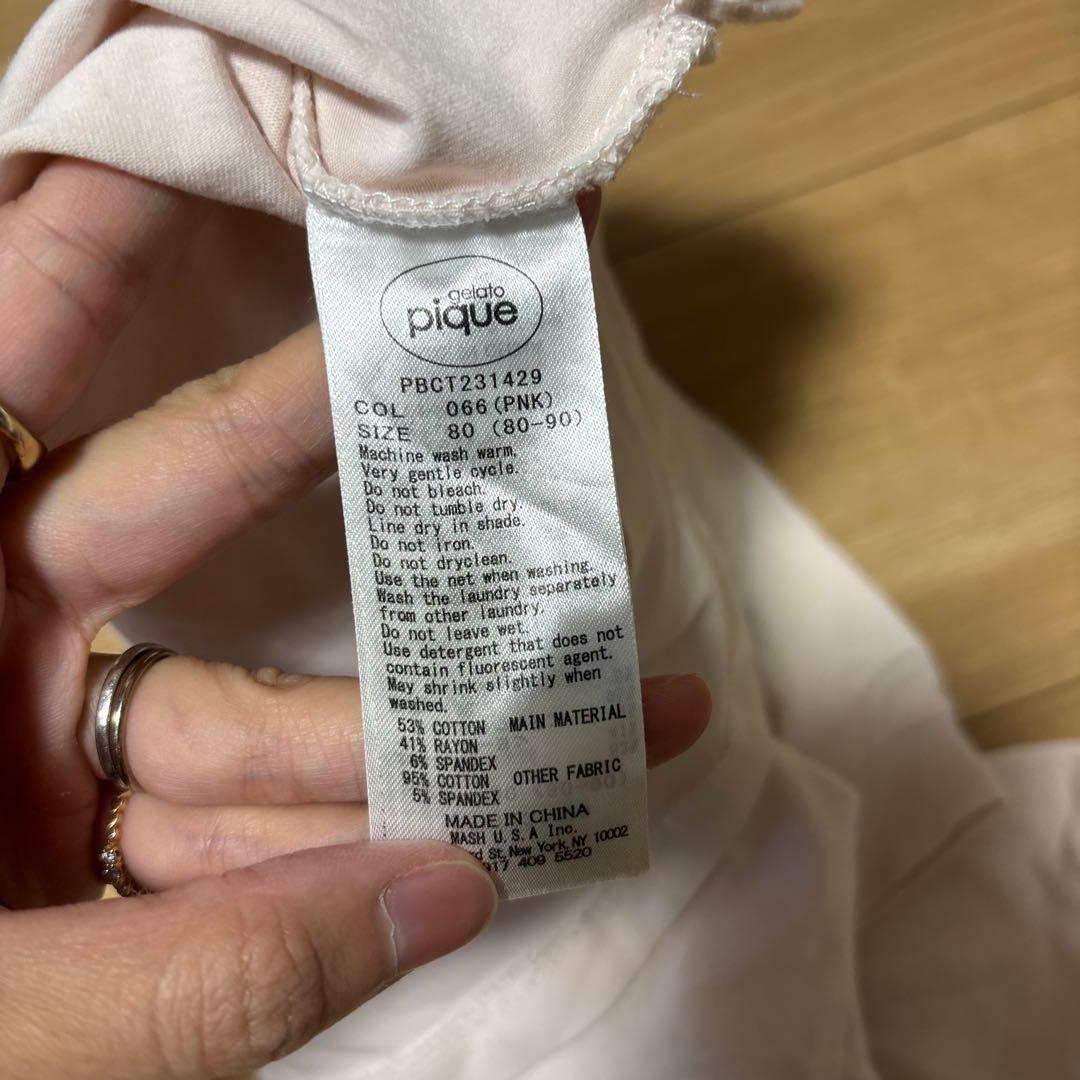 gelato
pique
PBCT231429
COL 066(PNK)
SIZE 80 (80-90)
Machine wash warm.
Very gentle cycle.
Do not bleach.
Do not tumble dry.
Line dry in shade.
Do not iron.
Do not dryclean.
Use the net when washing.
Wash the laundry separately
from other laundry.
Do not leave wet.
Use detergent that does not
contain fluorescent agent.
May shrink slightly when
washed.
53% COTTON MAIN MATERIAL
41% RAYON
6% SPANDEX
95% COTTON OTHER FABRIC
5% SPANDEX
MADE IN CHINA
MASH U.S.A Inc.
St, New York, NY 10002
917 409 5520